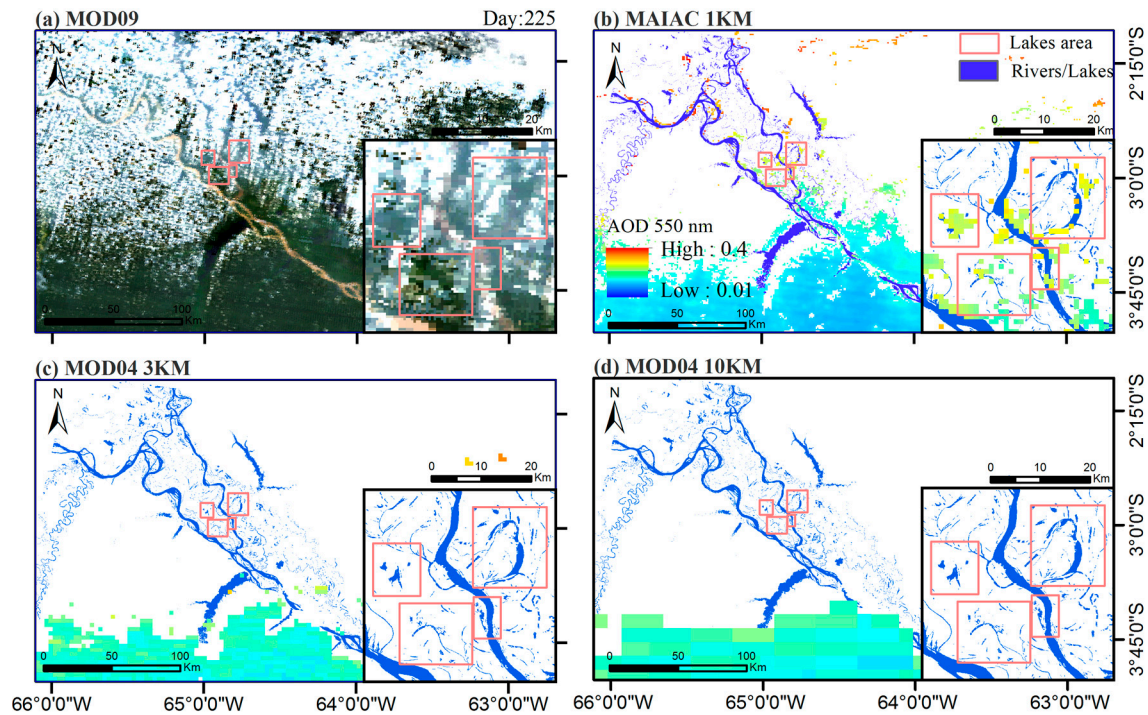 (a) MOD09
Day:225
N
0 10 20
Km
0 50 100
Km
(b) MAIAC 1KM
N
Lakes area
Rivers/Lakes
0 10 20
Km
AOD 550 nm
High : 0.4
Low : 0.01
0 50 100
Km
2°15'0"S
3°0'0"S
3°45'0"S
(c) MOD04 3KM
N
0 10 20
Km
0 50 100
Km
66°0'0"W 65°0'0"W 64°0'0"W 63°0'0"W
(d) MOD04 10KM
N
0 10 20
Km
0 50 100
Km
2°15'0"S
3°0'0"S
3°45'0"S
66°0'0"W 65°0'0"W 64°0'0"W 63°0'0"W